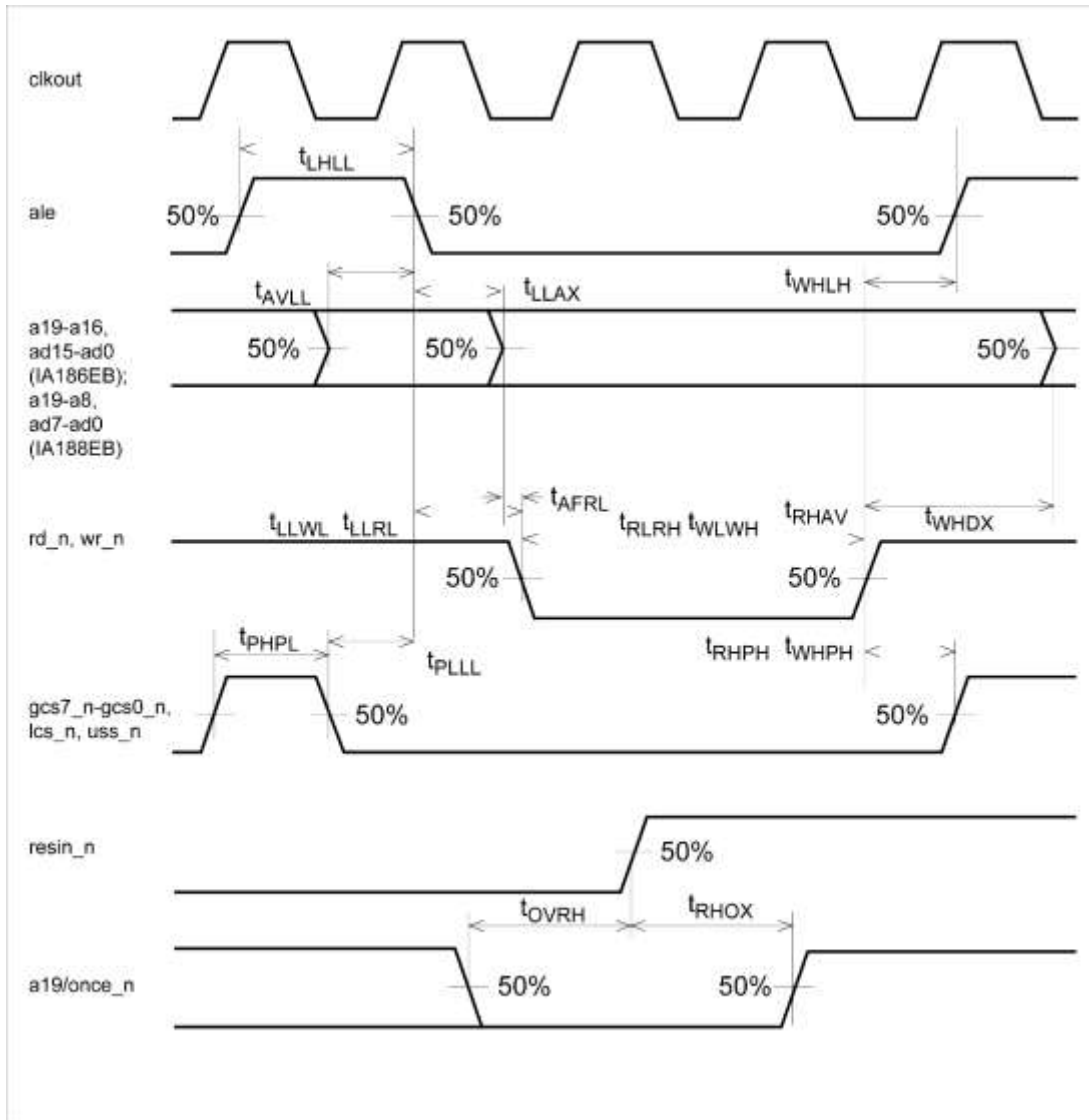 clkout
tLHLL
ale
50%
50%
50%
tAVLL
tLLAX
tWHLH
a19-a16,
ad15-ad0
(IA186EB);
a19-a8,
ad7-ad0
(IA188EB)
50%
50%
50%
tAFRL
tLLWL tLLRL
tRLRH tWLWH
tRHAV
tWHDX
rd_n, wr_n
50%
50%
tPHPL
tPLLL
tRHPH tWHPH
gcs7_n-gcs0_n,
lcs_n, uss_n
50%
50%
resin_n
50%
tOVRH
tRHOX
a19/once_n
50%
50%